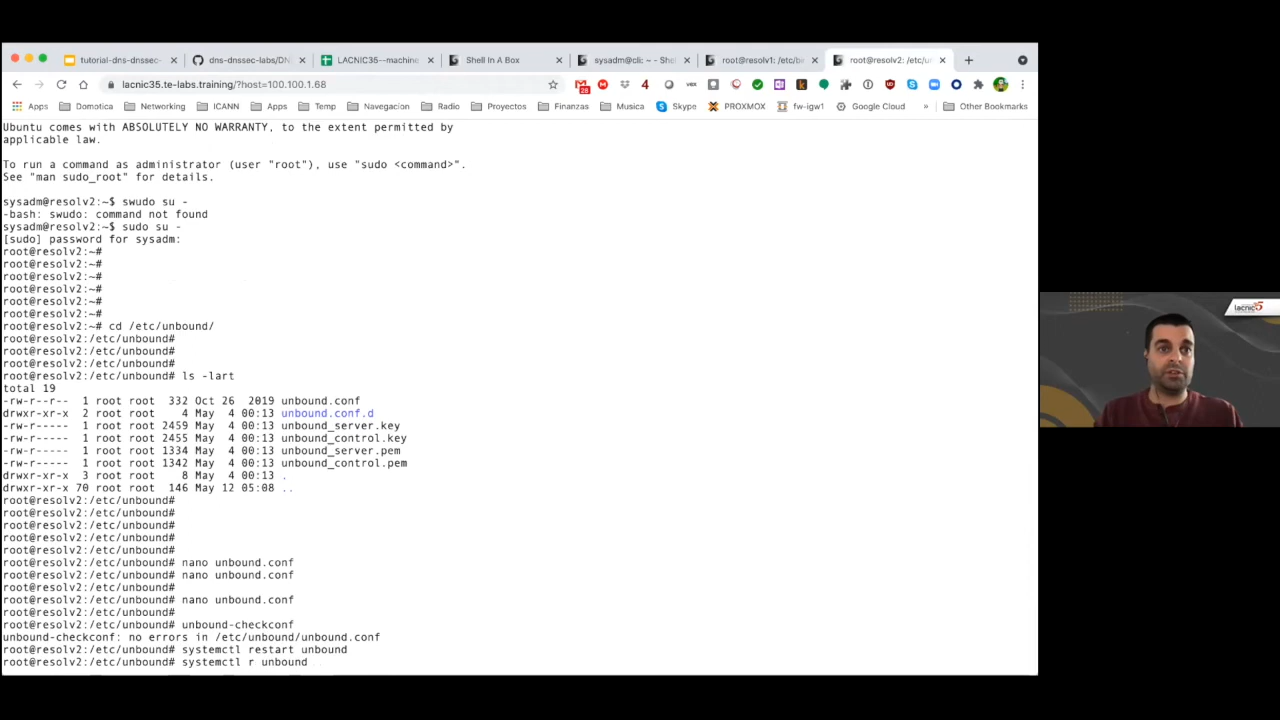 tutorial-dns-dnssec-labs
dns-dnssec-labs/DN
LACNIC35--machine
Shell In A Box
sysadm@cli: ~ - She
root@resolv1: /etc/be
root@resolv2: /etc/u
lacnic35.te-labs.training/?host=100.100.1.68
Apps
Domotica
Networking
ICANN
Apps
Temp
Navegacion
Radio
Proyectos
Finanzas
Musica
Skype
PROXMOX
fw-igw1
Google Cloud
»
Other Bookmarks
Ubuntu comes with ABSOLUTELY NO WARRANTY, to the extent permitted by
applicable law.
To run a command as administrator (user "root"), use "sudo <command>".
See "man sudo_root" for details.
sysadm@resolv2:~$ swudo su -
-bash: swudo: command not found
sysadm@resolv2:~$ sudo su -
[sudo] password for sysadm:
root@resolv2:~#
root@resolv2:~#
root@resolv2:~#
root@resolv2:~#
root@resolv2:~#
root@resolv2:~#
root@resolv2:~# cd /etc/unbound/
root@resolv2:/etc/unbound#
root@resolv2:/etc/unbound#
root@resolv2:/etc/unbound#
root@resolv2:/etc/unbound# ls -lart
total 19
-rw-r--r-- 1 root root 332 Oct 26 2019 unbound.conf
drwxr-xr-x 2 root root 4 May 4 00:13 unbound.conf.d
-rw-r----- 1 root root 2459 May 4 00:13 unbound_server.key
-rw-r----- 1 root root 2455 May 4 00:13 unbound_control.key
-rw-r----- 1 root root 1334 May 4 00:13 unbound_server.pem
-rw-r----- 1 root root 1342 May 4 00:13 unbound_control.pem
drwxr-xr-x 3 root root 8 May 4 00:13 .
drwxr-xr-x 70 root root 146 May 12 05:08 ..
root@resolv2:/etc/unbound#
root@resolv2:/etc/unbound#
root@resolv2:/etc/unbound#
root@resolv2:/etc/unbound#
root@resolv2:/etc/unbound#
root@resolv2:/etc/unbound# nano unbound.conf
root@resolv2:/etc/unbound# nano unbound.conf
root@resolv2:/etc/unbound#
root@resolv2:/etc/unbound# nano unbound.conf
root@resolv2:/etc/unbound#
root@resolv2:/etc/unbound# unbound-checkconf
unbound-checkconf: no errors in /etc/unbound/unbound.conf
root@resolv2:/etc/unbound# systemctl restart unbound
root@resolv2:/etc/unbound# systemctl r unbound
lacnic35